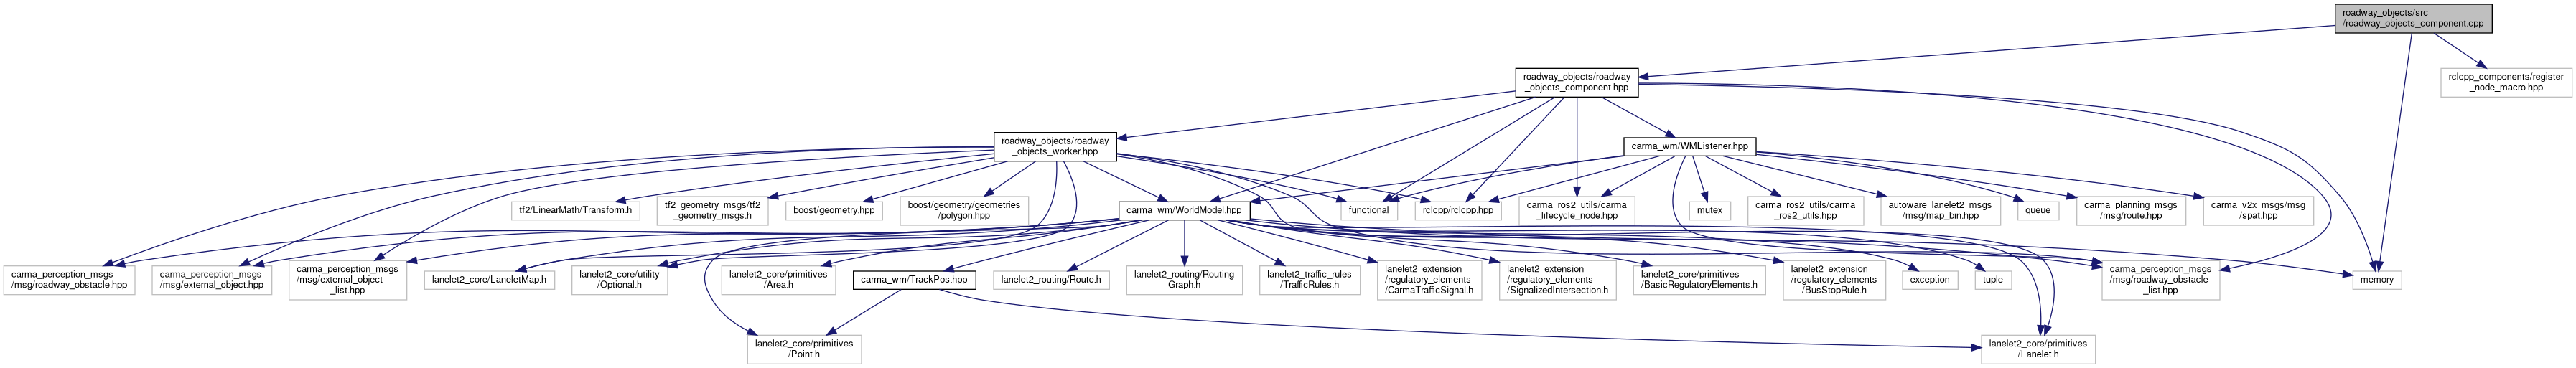 roadway_objects/src
/roadway_objects_component.cpp
roadway_objects/roadway
_objects_component.hpp
rclcpp_components/register
_node_macro.hpp
roadway_objects/roadway
_objects_worker.hpp
carma_wm/WMListener.hpp
tf2/LinearMath/Transform.h
tf2_geometry_msgs/tf2
_geometry_msgs.h
boost/geometry.hpp
boost/geometry/geometries
/polygon.hpp
carma_wm/WorldModel.hpp
functional
rclcpp/rclcpp.hpp
carma_ros2_utils/carma
_lifecycle_node.hpp
mutex
carma_ros2_utils/carma
_ros2_utils.hpp
autoware_lanelet2_msgs
/msg/map_bin.hpp
queue
carma_planning_msgs
/msg/route.hpp
carma_v2x_msgs/msg
/spat.hpp
carma_perception_msgs
/msg/roadway_obstacle.hpp
carma_perception_msgs
/msg/external_object.hpp
carma_perception_msgs
/msg/external_object
_list.hpp
lanelet2_core/LaneletMap.h
lanelet2_core/utility
/Optional.h
lanelet2_core/primitives
/Area.h
carma_wm/TrackPos.hpp
lanelet2_routing/Route.h
lanelet2_routing/Routing
Graph.h
lanelet2_traffic_rules
/TrafficRules.h
lanelet2_extension
/regulatory_elements
/CarmaTrafficSignal.h
lanelet2_extension
/regulatory_elements
/SignalizedIntersection.h
lanelet2_core/primitives
/BasicRegulatoryElements.h
lanelet2_extension
/regulatory_elements
/BusStopRule.h
exception
tuple
carma_perception_msgs
/msg/roadway_obstacle
_list.hpp
memory
lanelet2_core/primitives
/Point.h
lanelet2_core/primitives
/Lanelet.h